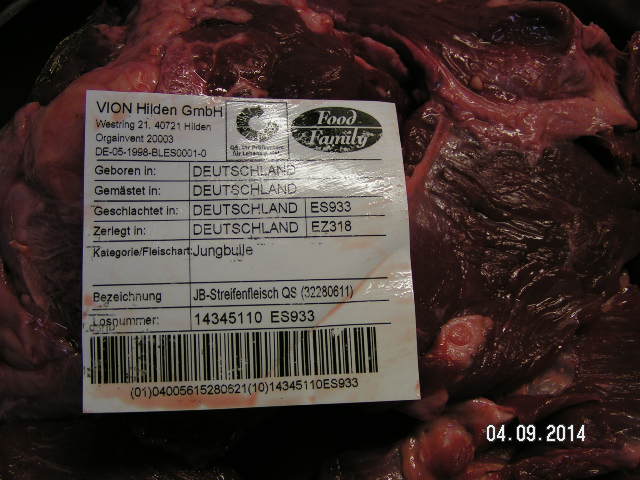 VION Hilden GmbH
Westring 21, 40721 Hilden
Orgainvent 20003
DE-05-1998-BLES0001-0
Food
Family
Geboren in: DEUTSCHLAND
Gemästet in: DEUTSCHLAND
Geschlachtet in: DEUTSCHLAND ES933
Zerlegt in: DEUTSCHLAND EZ318
Kategorie/Fleischart: Jungbulle
Bezeichnung JB-Streifenfleisch QS (32280611)
Losnummer: 14345110 ES933
(01)04005615280621(10)14345110ES933
04.09.2014